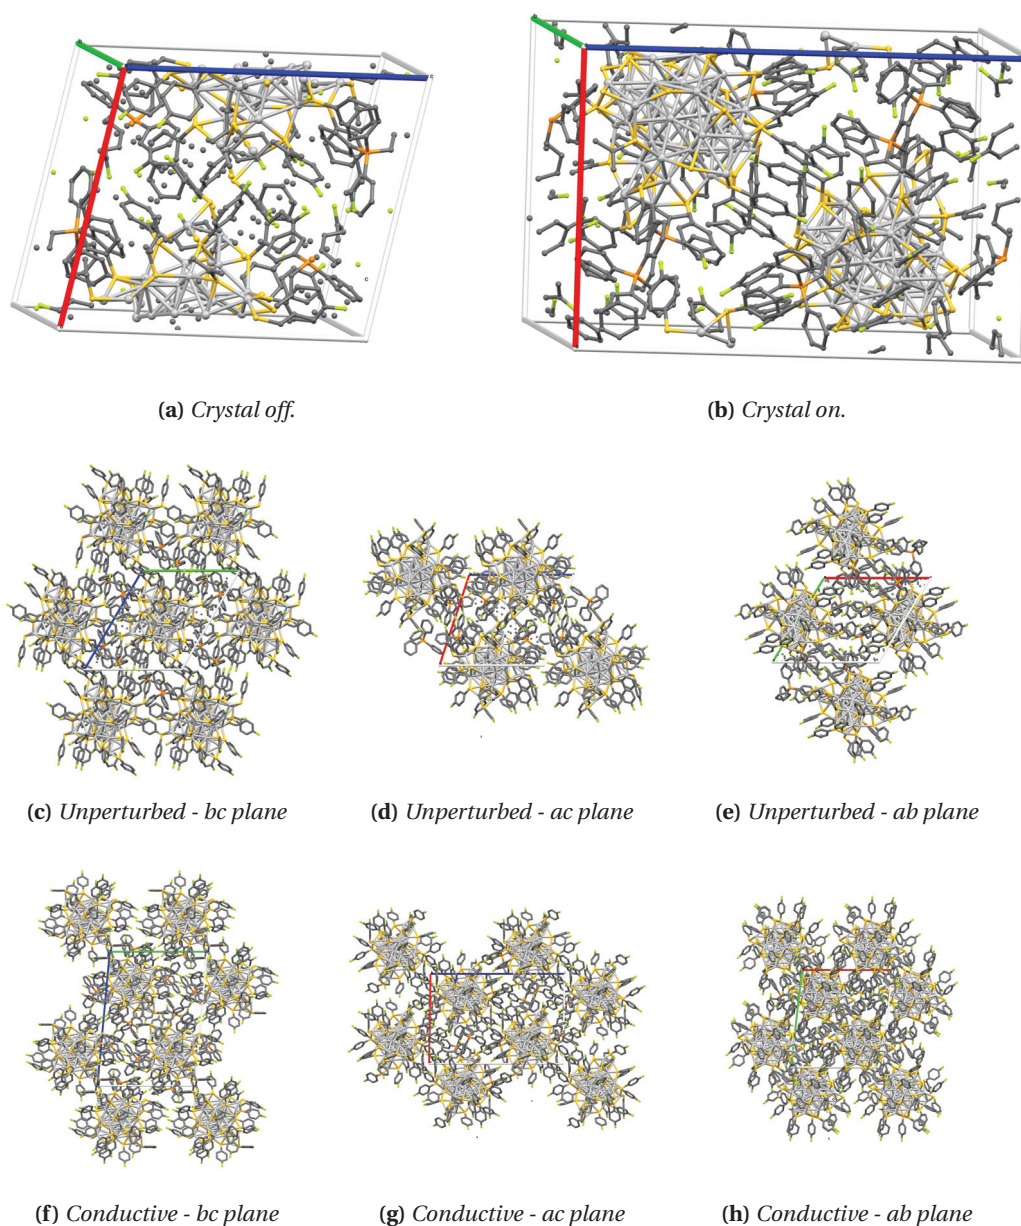 (a) Crystal off.
(b) Crystal on.
(c) Unperturbed - bc plane
(d) Unperturbed - ac plane
(e) Unperturbed - ab plane
(f) Conductive - bc plane
(g) Conductive - ac plane
(h) Conductive - ab plane